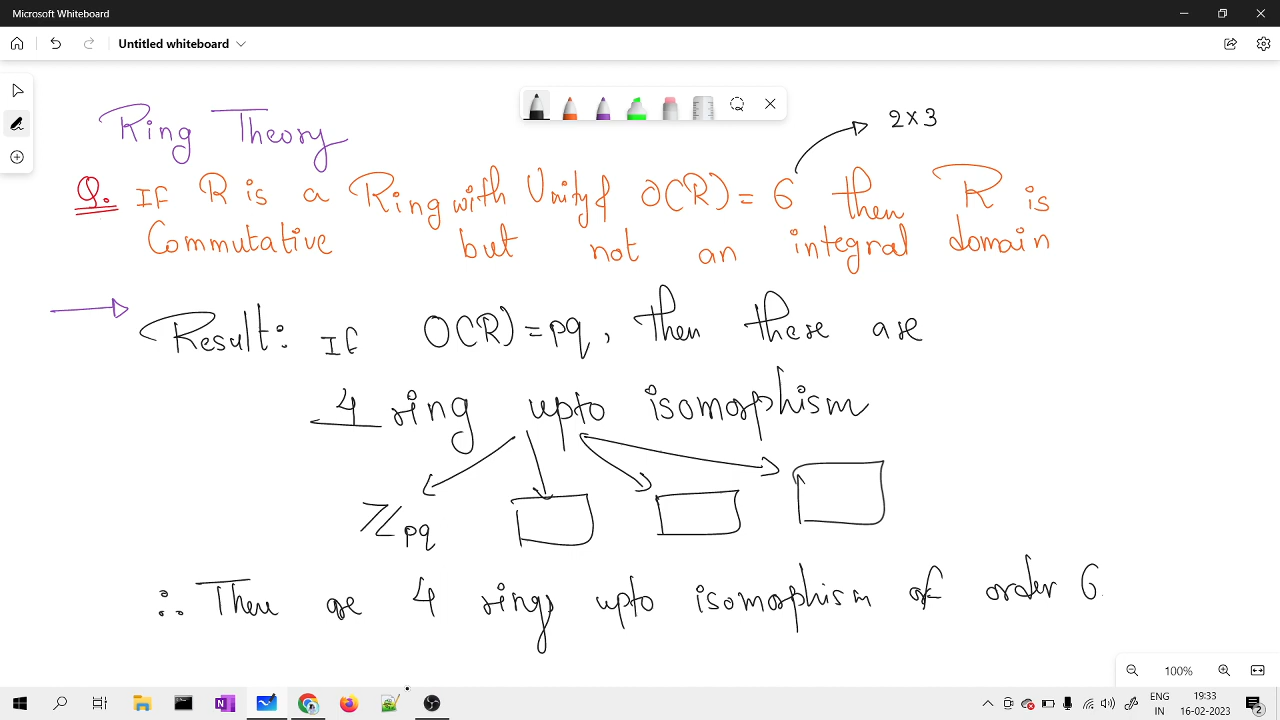 Microsoft Whiteboard
Untitled whiteboard
2x3
Ring Theory
Q. If R is a Ring with Unity & O(R) = 6 then R is
Commutative but not an integral domain
Result: If O(R) = pq, then there are
4 ring upto isomorphism
ℤpq
∴ There are 4 rings upto isomorphism of order 6.
100%
ENG 19:33
IN 16-02-2023
2